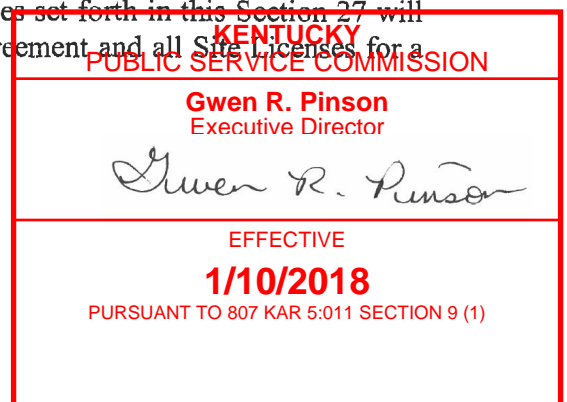 es set forth in this Section 27 will
KENTUCKY
reement and all Site Licenses for a
PUBLIC SERVICE COMMISSION
Gwen R. Pinson
Executive Director
Gwen R. Pinson
EFFECTIVE
1/10/2018
PURSUANT TO 807 KAR 5:011 SECTION 9 (1)